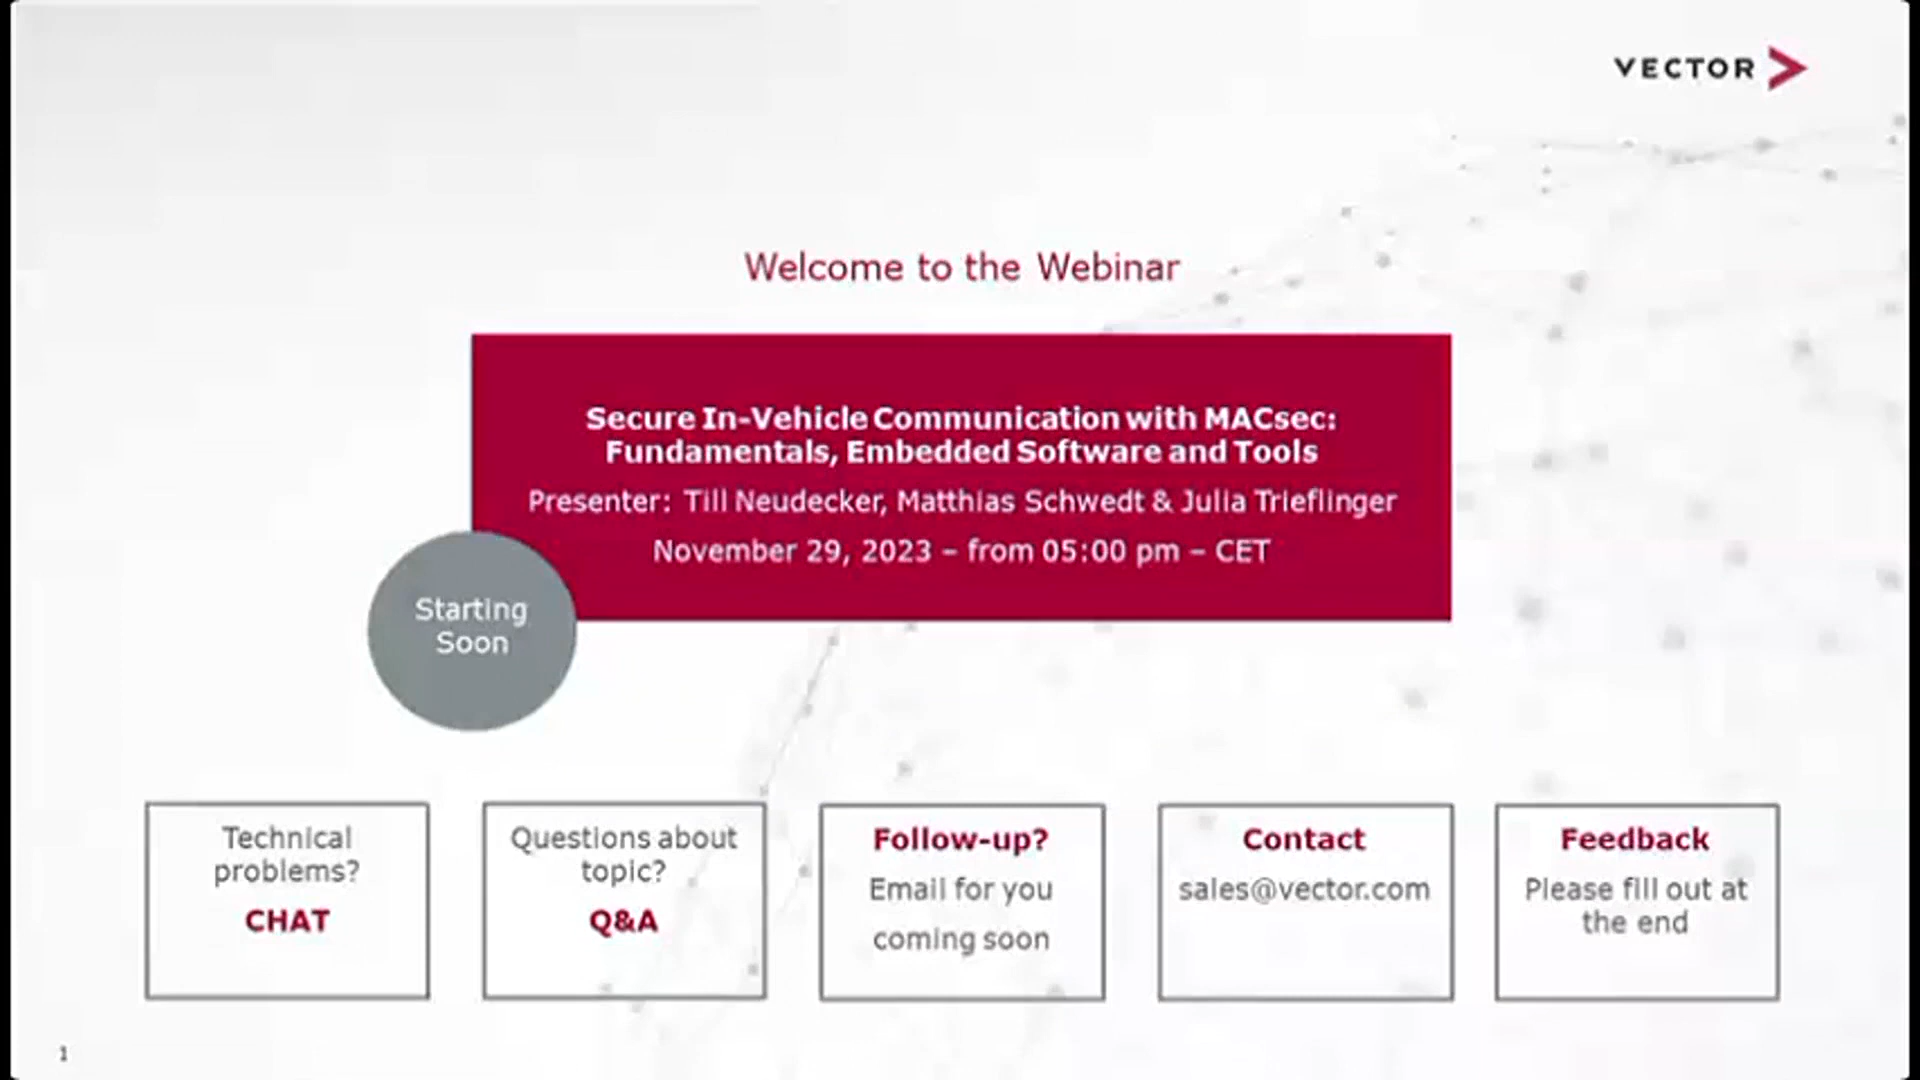 VECTOR
Welcome to the Webinar
Secure In-Vehicle Communication with MACsec:
Fundamentals, Embedded Software and Tools
Presenter: Till Neudecker, Matthias Schwedt & Julia Trieflinger
November 29, 2023 – from 05:00 pm – CET
Starting
Soon
Technical
problems?
CHAT
Questions about
topic?
Q&A
Follow-up?
Email for you
coming soon
Contact
sales@vector.com
Feedback
Please fill out at
the end
1